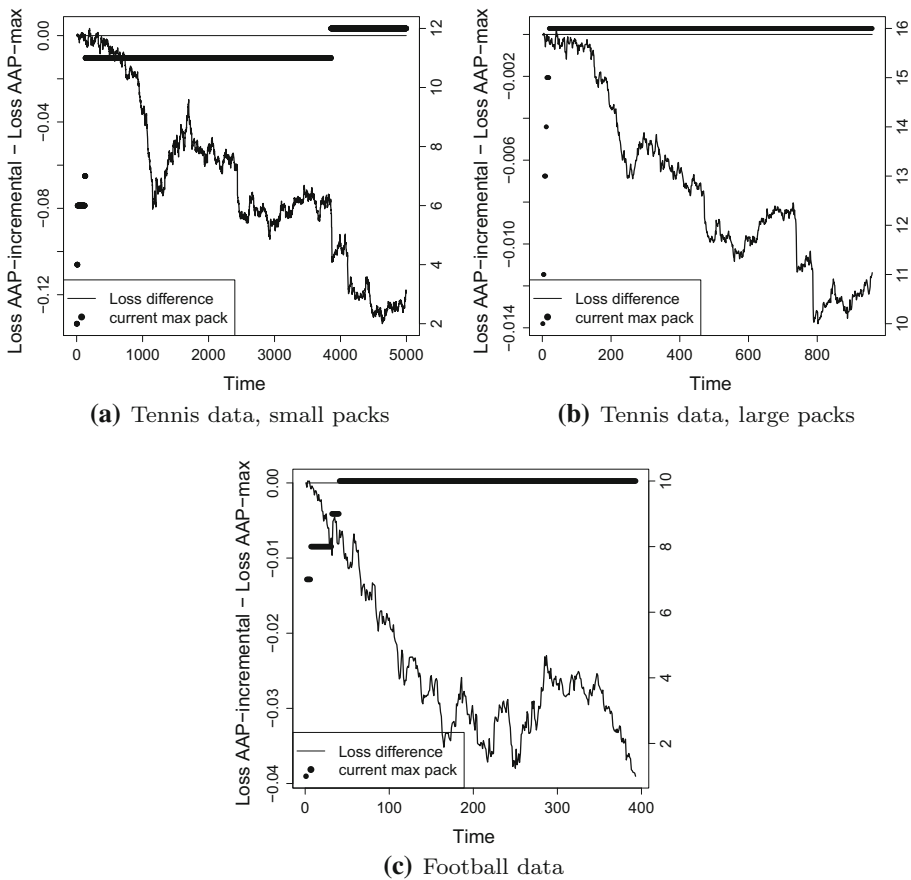 Loss AAP−incremental − Loss AAP−max
0.00
−0.04
−0.08
−0.12
12
10
8
6
4
2
Loss difference
current max pack
0 1000 2000 3000 4000 5000
Time
(a) Tennis data, small packs
Loss AAP−incremental − Loss AAP−max
−0.002
−0.006
−0.010
−0.014
16
15
14
13
12
11
10
Loss difference
current max pack
0 200 400 600 800
Time
(b) Tennis data, large packs
Loss AAP−incremental − Loss AAP−max
0.00
−0.01
−0.02
−0.03
−0.04
10
8
6
4
2
Loss difference
current max pack
0 100 200 300 400
Time
(c) Football data